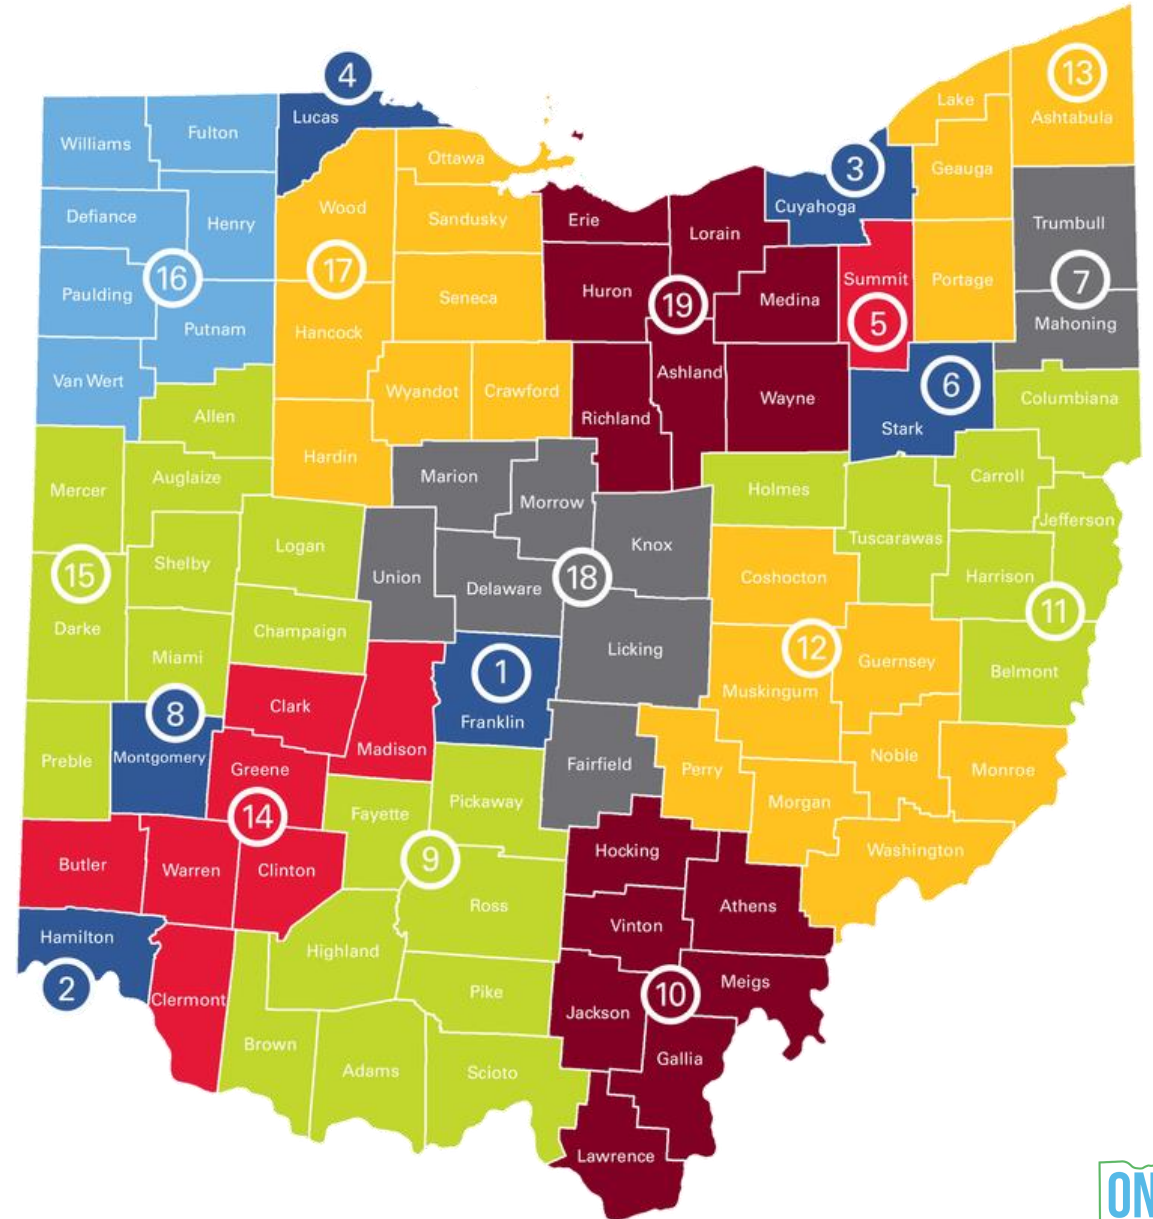 4
13
Lake
Ashtabula
Lucas
Williams
Fulton
Ottawa
3
Geauga
Cuyahoga
Defiance
Henry
Wood
Sandusky
Erie
Lorain
Trumbull
16
17
Paulding
Seneca
Huron
19
Medina
Summit
Portage
7
Putnam
Hancock
5
Mahoning
Van Wert
Wyandot
Crawford
Ashland
Wayne
6
Columbiana
Allen
Richland
Stark
Hardin
Marion
Mercer
Auglaize
Morrow
Holmes
Carroll
Jefferson
Logan
Knox
Tuscarawas
Shelby
Union
18
Coshocton
Harrison
15
Delaware
11
Darke
Champaign
Licking
12
Guernsey
Miami
1
Belmont
Muskingum
Clark
8
Franklin
Madison
Montgomery
Preble
Greene
Fairfield
Perry
Noble
Monroe
14
Fayette
Pickaway
Morgan
Butler
Warren
Clinton
9
Hocking
Washington
Ross
Athens
Hamilton
Highland
Vinton
2
Clermont
Pike
10
Meigs
Jackson
Brown
Adams
Scioto
Gallia
Lawrence
ON